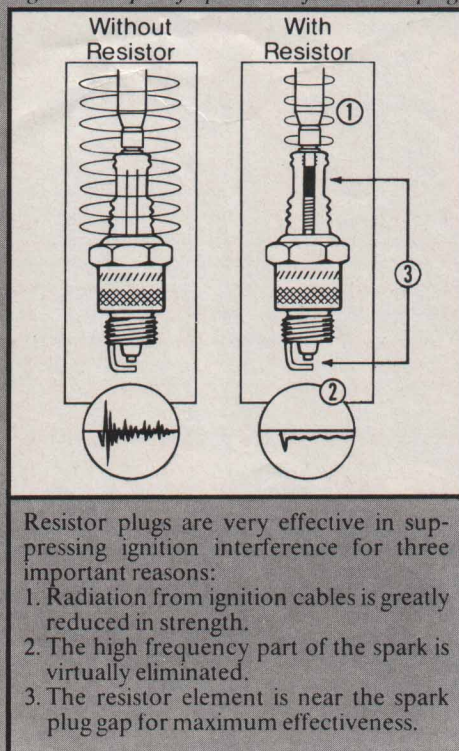 Without
Resistor
With
Resistor
1
3
2
Resistor plugs are very effective in sup-
pressing ignition interference for three
important reasons:
1. Radiation from ignition cables is greatly
reduced in strength.
2. The high frequency part of the spark is
virtually eliminated.
3. The resistor element is near the spark
plug gap for maximum effectiveness.